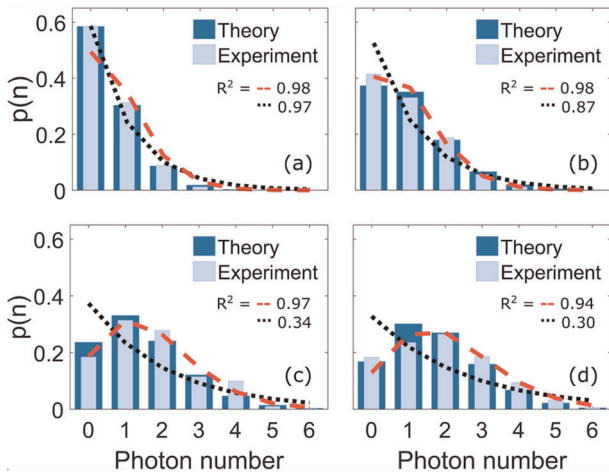 p(n)
0.6
0.4
0.2
0
Theory
Experiment
R² = 0.98
0.97
(a)
Theory
Experiment
R² = 0.98
0.87
(b)
p(n)
0.6
0.4
0.2
0
Theory
Experiment
R² = 0.97
0.34
(c)
0 1 2 3 4 5 6
Photon number
Theory
Experiment
R² = 0.94
0.30
(d)
0 1 2 3 4 5 6
Photon number